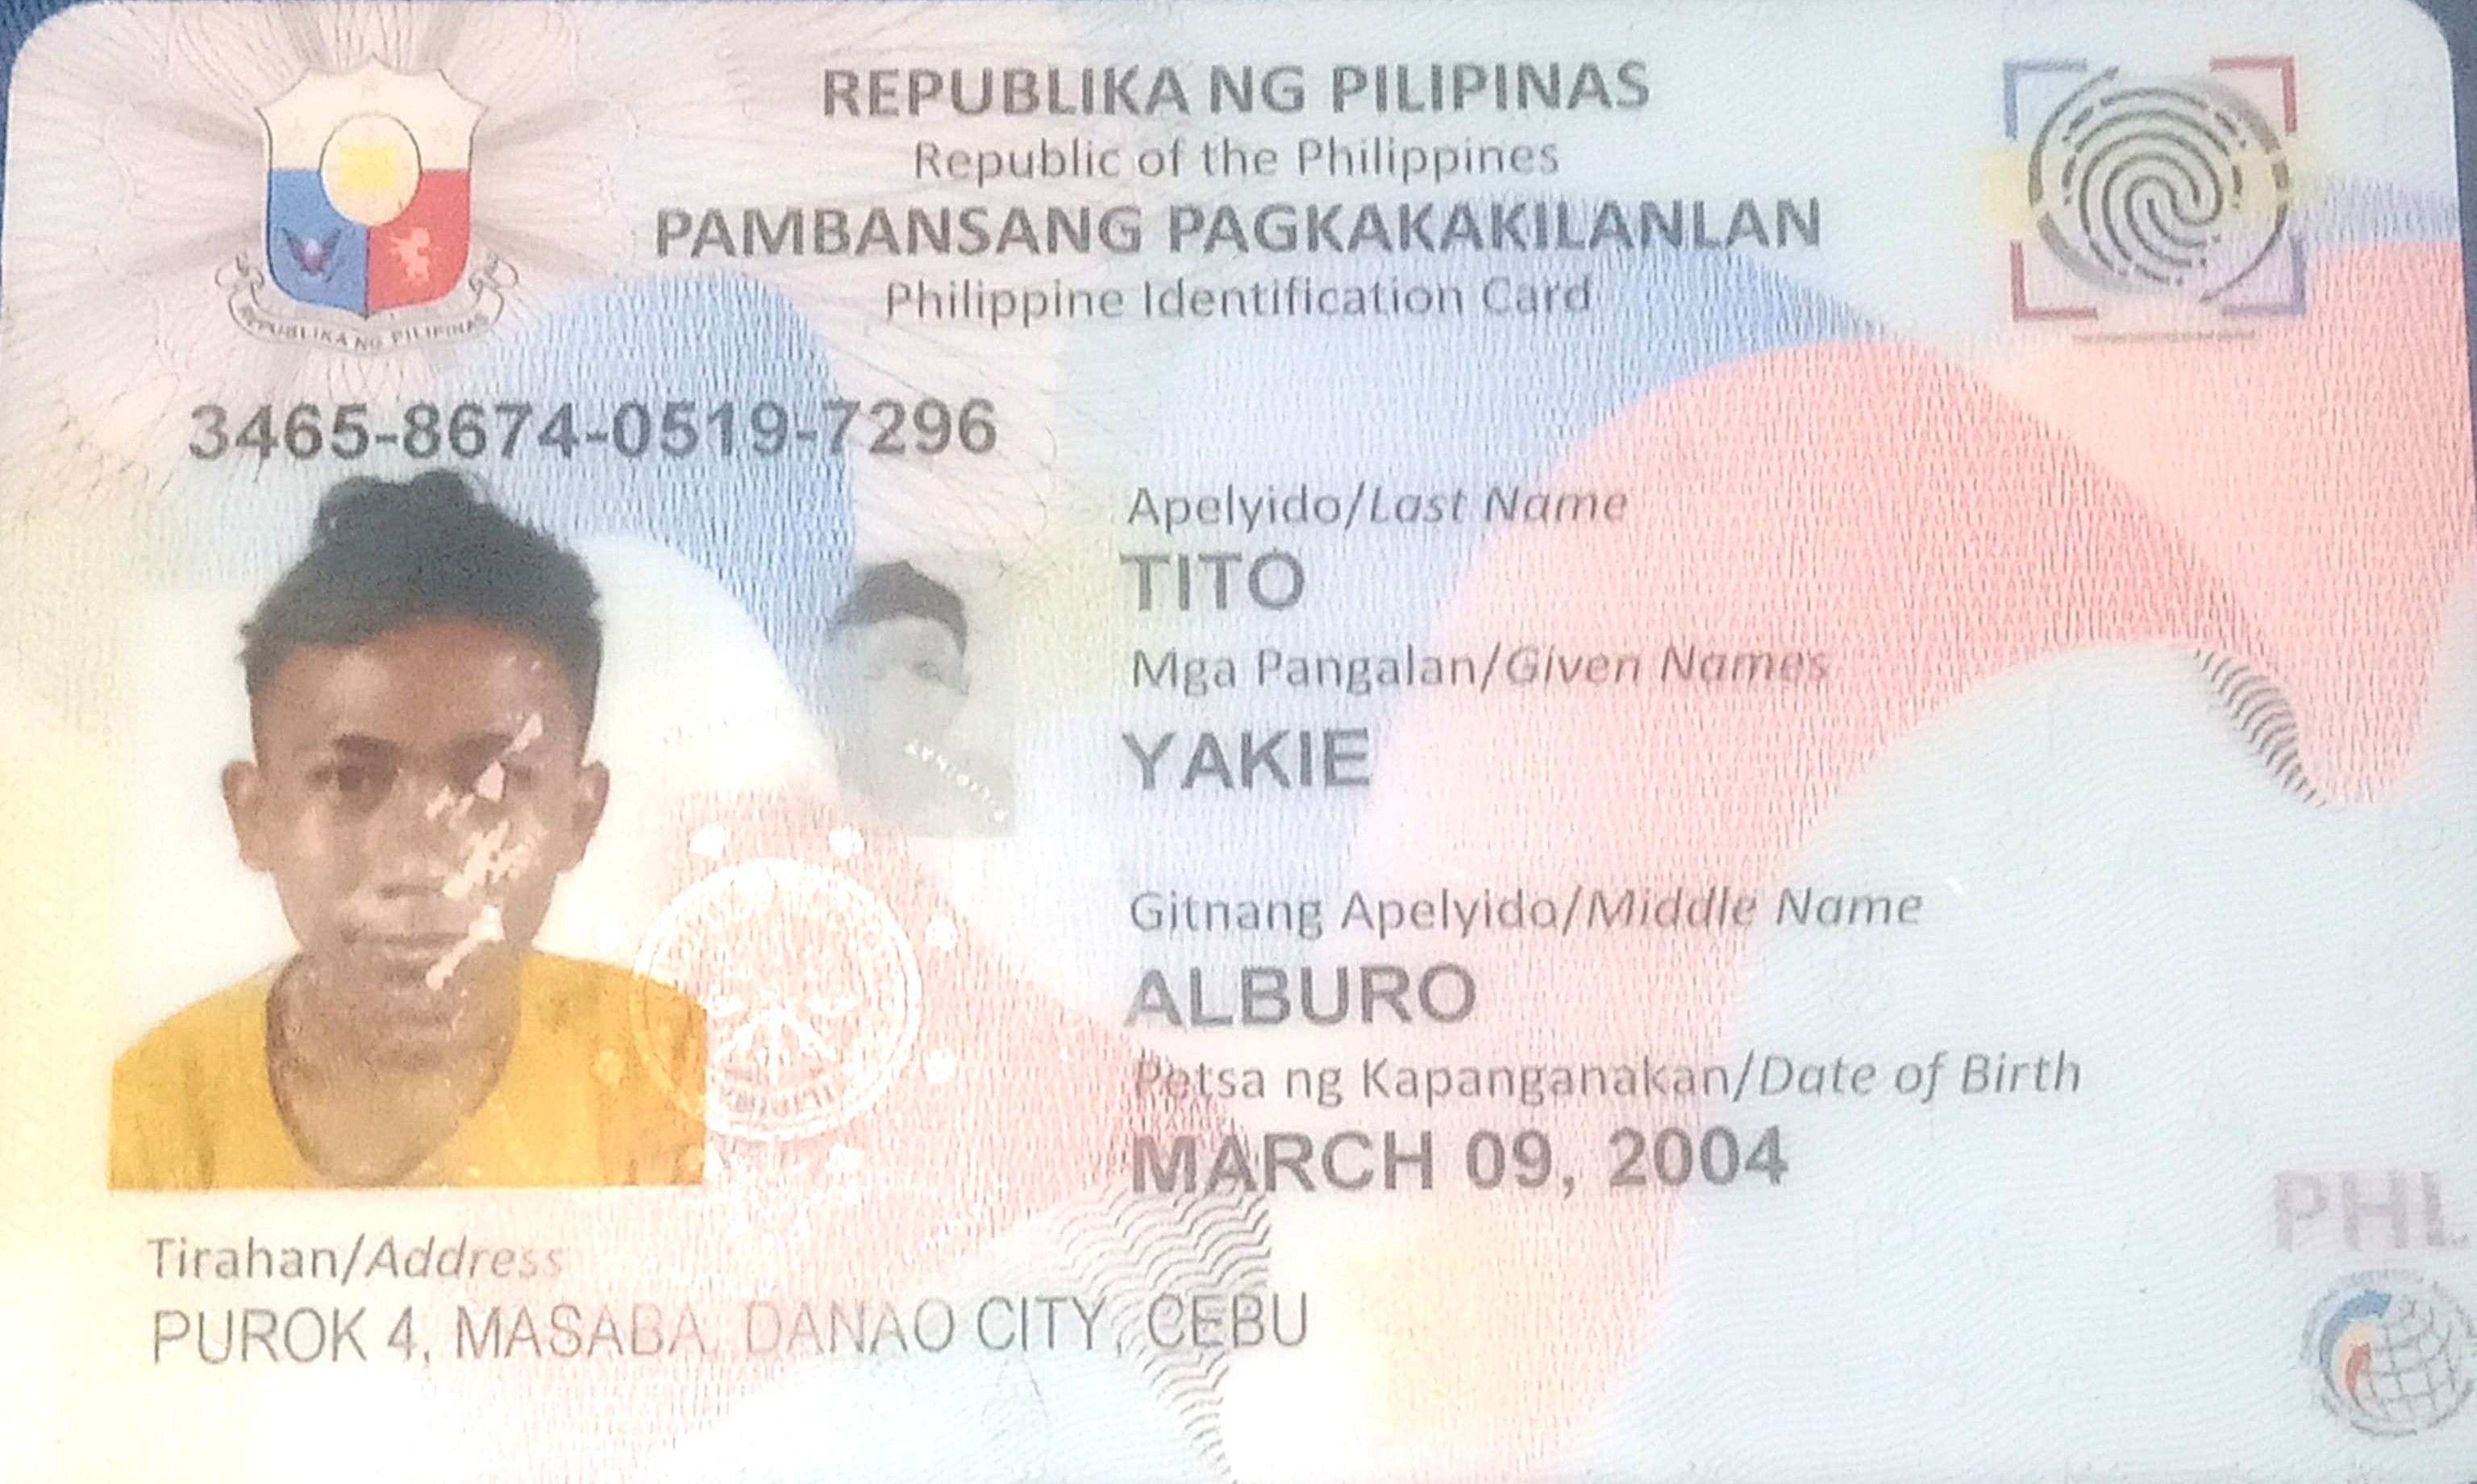 REPUBLIKA NG PILIPINAS
Republic of the Philippines
PAMBANSANG PAGKAKAKILANLAN
Philippine Identification Card
REPUBLIKA NG PILIPINAS
3465-8674-0519-7296
Apelyido/Last Name
TITO
Mga Pangalan/Given Names
YAKIE
Gitnang Apelyido/Middle Name
ALBURO
Petsa ng Kapanganakan/Date of Birth
MARCH 09, 2004
PHL
Tirahan/Address
PUROK 4, MASABA, DANAO CITY, CEBU